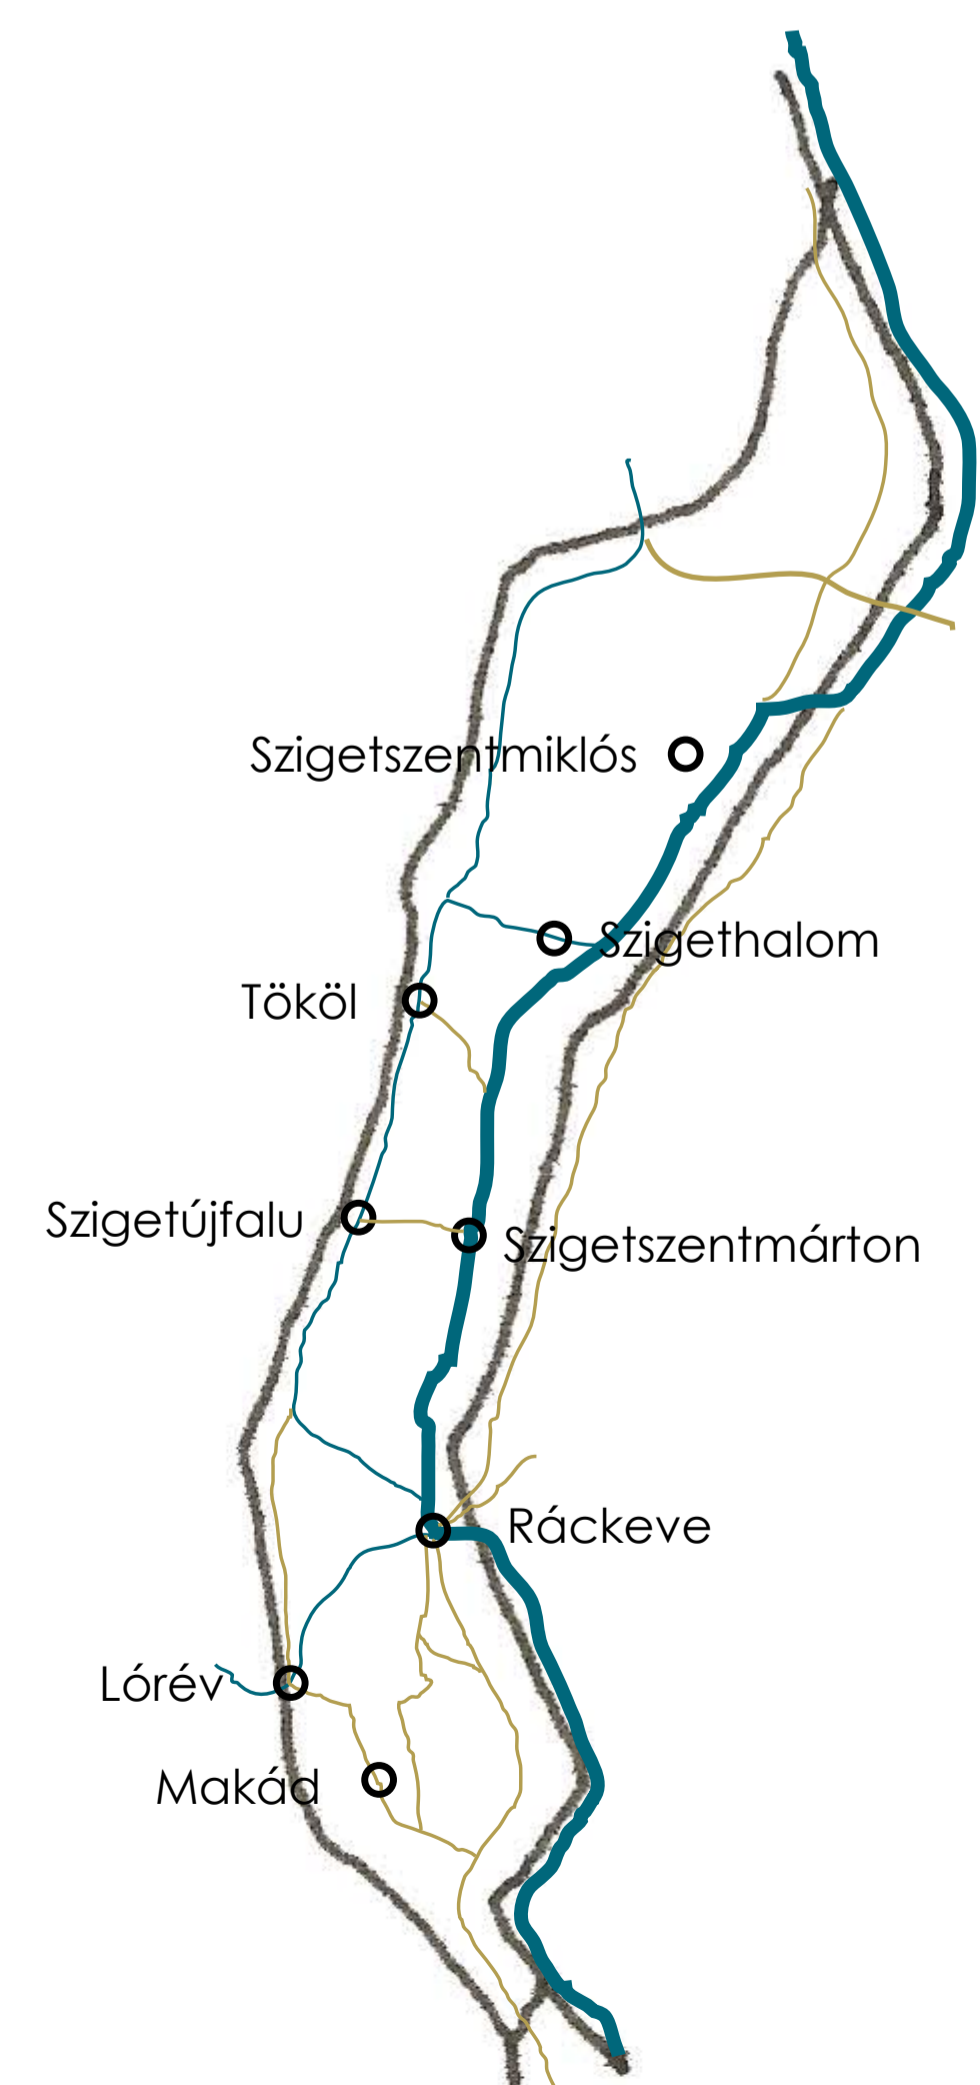 Szigetszentmiklós
Szigethalom
Tököl
Szigetújfalu
Szigetszentmárton
Ráckeve
Lórév
Makád